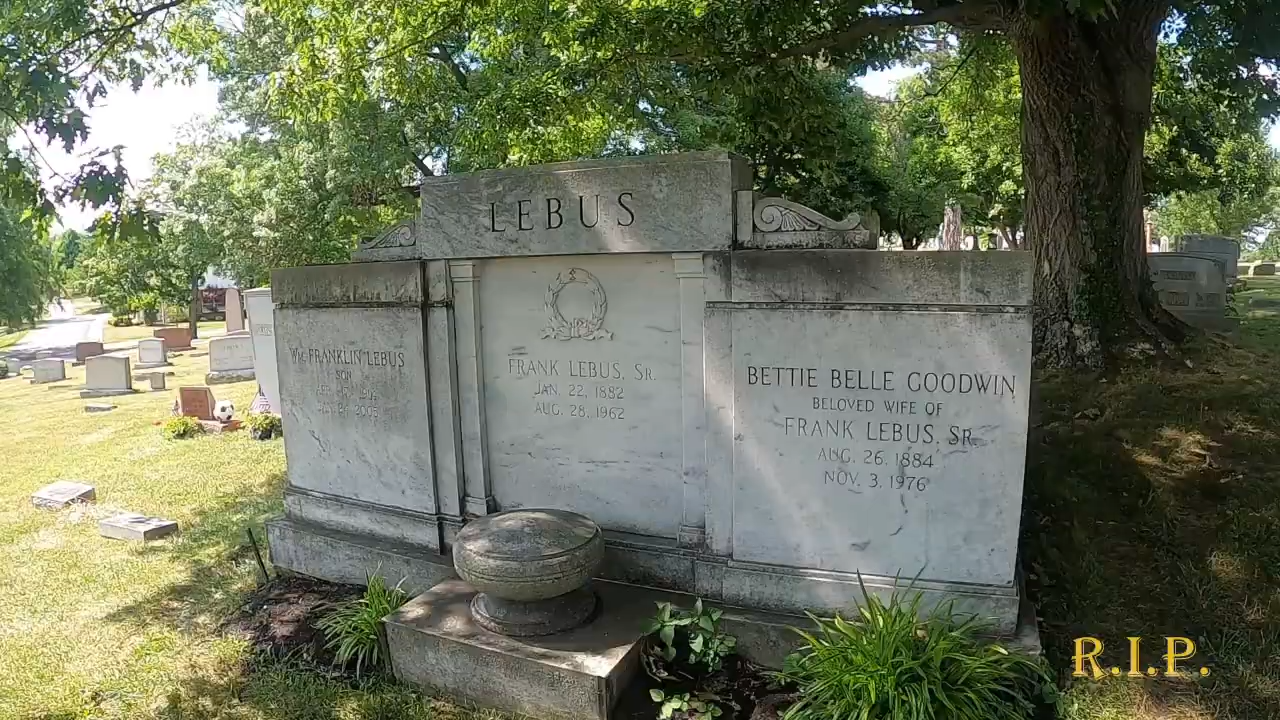 LEBUS
Wm. FRANKLIN LEBUS
SON
FRANK LEBUS, SR.
JAN. 22, 1882
AUG. 28, 1962
BETTIE BELLE GOODWIN
BELOVED WIFE OF
FRANK LEBUS, SR.
AUG. 26, 1884
NOV. 3, 1976
R.I.P.